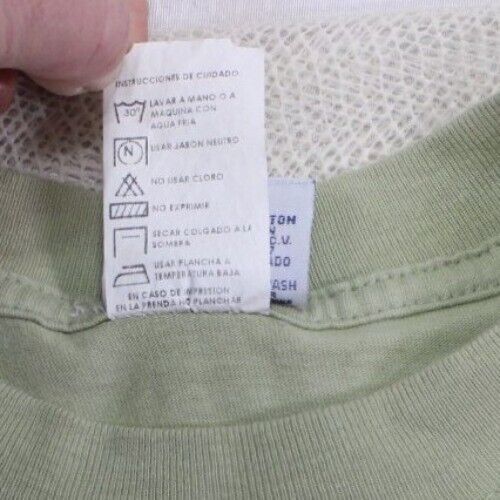 INSTRUCCIONES DE CUIDADO
30°
LAVAR A MANO O A
MAQUINA CON
AGUA FRIA
N
USAR JABON NEUTRO
NO USAR CLORO
NO EXPRIMIR
SECAR COLGADO A LA
SOMBRA
USAR PLANCHA A
TEMPERATURA BAJA
EN CASO DE IMPRESION
EN LA PRENDA NO PLANCHAR
TON
N
C.V.
ADO
ASH